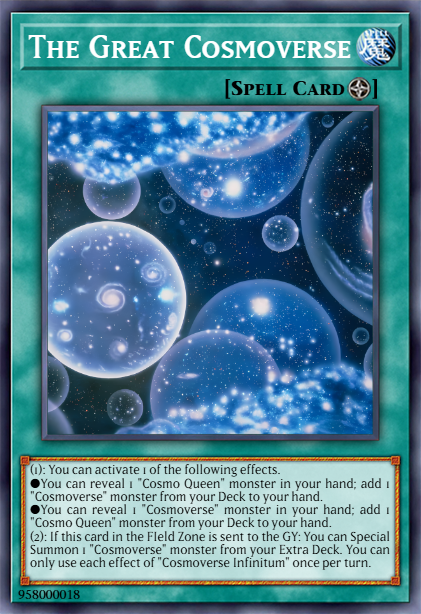 The Great Cosmoverse 魔
[Spell Card]
(1): You can activate 1 of the following effects.
●You can reveal 1 "Cosmo Queen" monster in your hand; add 1
"Cosmoverse" monster from your Deck to your hand.
●You can reveal 1 "Cosmoverse" monster in your hand; add 1
"Cosmo Queen" monster from your Deck to your hand.
(2): If this card in the FIeld Zone is sent to the GY: You can Special
Summon 1 "Cosmoverse" monster from your Extra Deck. You can
only use each effect of "Cosmoverse Infinitum" once per turn.
958000018